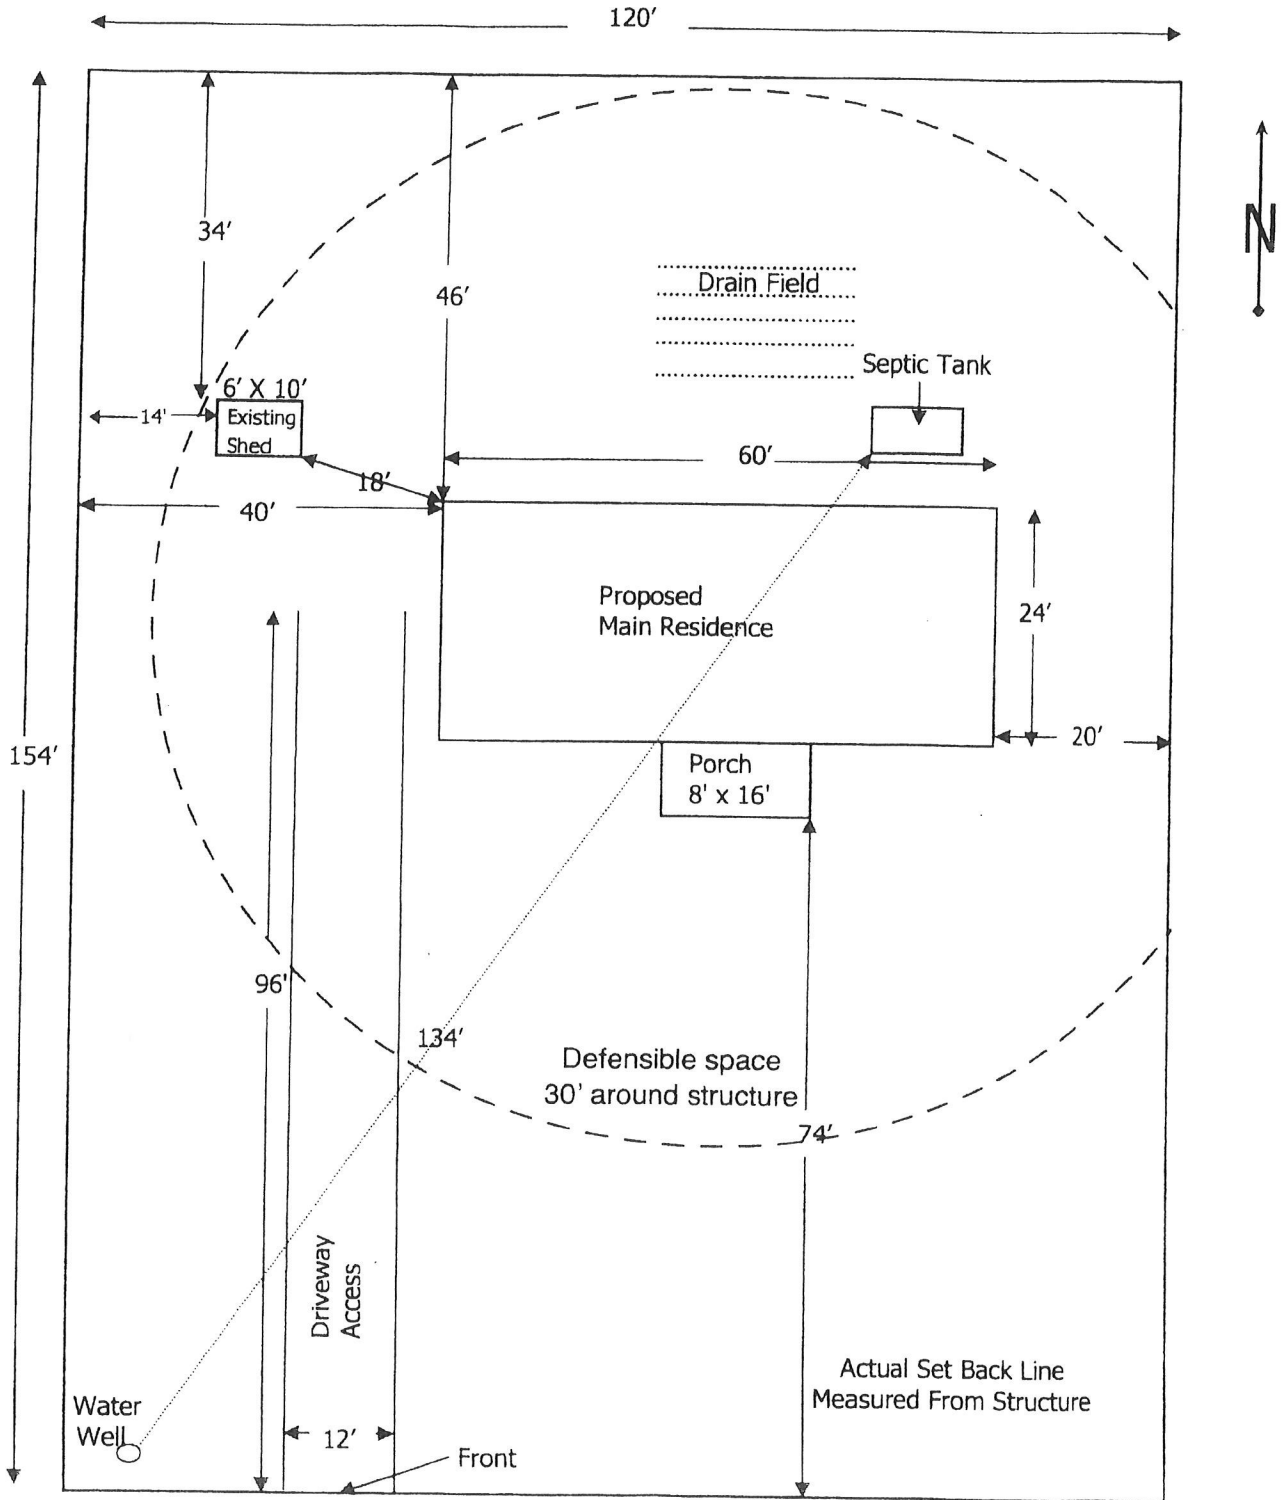 120'
34'
N
46'
Drain Field
Septic Tank
6' X 10'
14'
Existing
Shed
60'
18'
40'
Proposed
Main Residence
24'
20'
154'
Porch
8' x 16'
96'
134'
Defensible space
30' around structure
74'
Driveway
Access
Actual Set Back Line
Measured From Structure
Water
Well
12'
Front